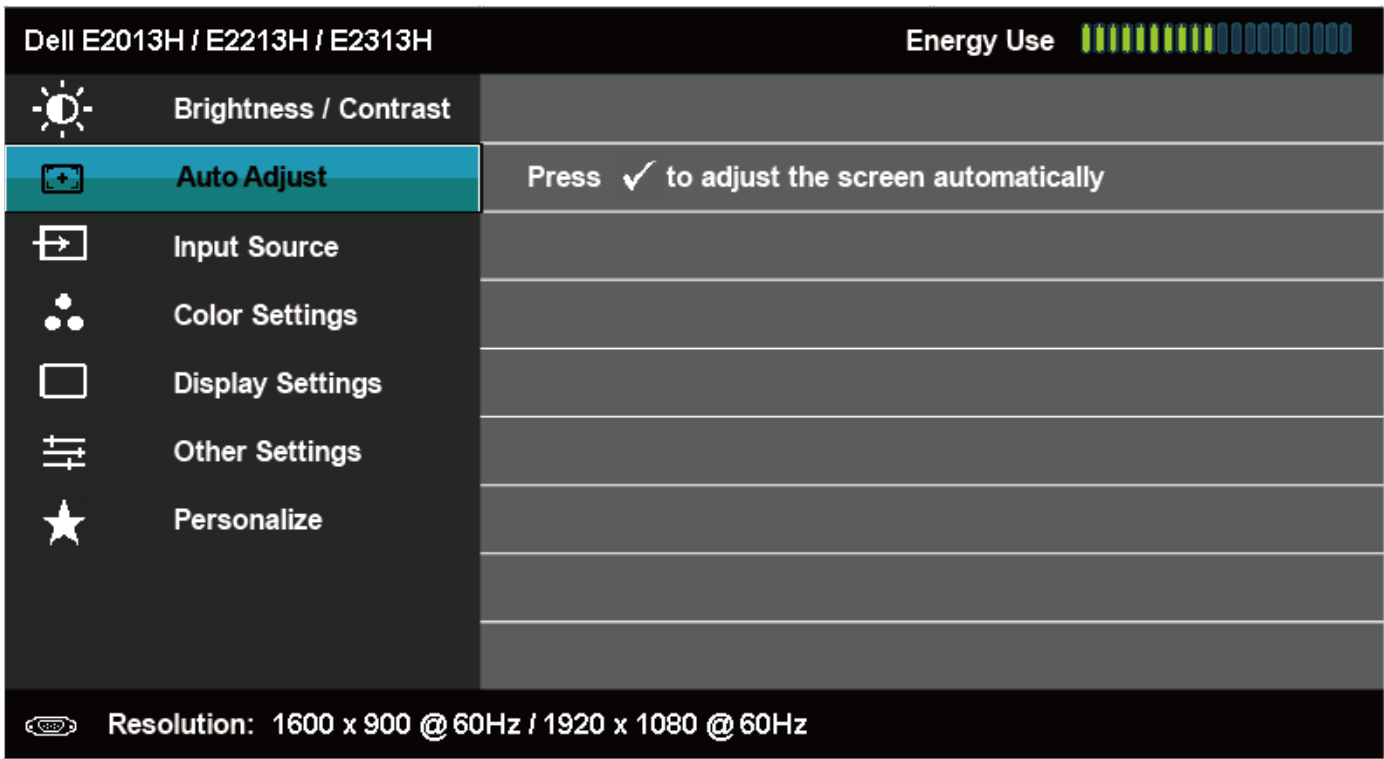 Dell E2013H / E2213H / E2313H
Energy Use
Brightness / Contrast
Auto Adjust
Press ✓ to adjust the screen automatically
Input Source
Color Settings
Display Settings
Other Settings
Personalize
Resolution: 1600 x 900 @ 60Hz / 1920 x 1080 @ 60Hz